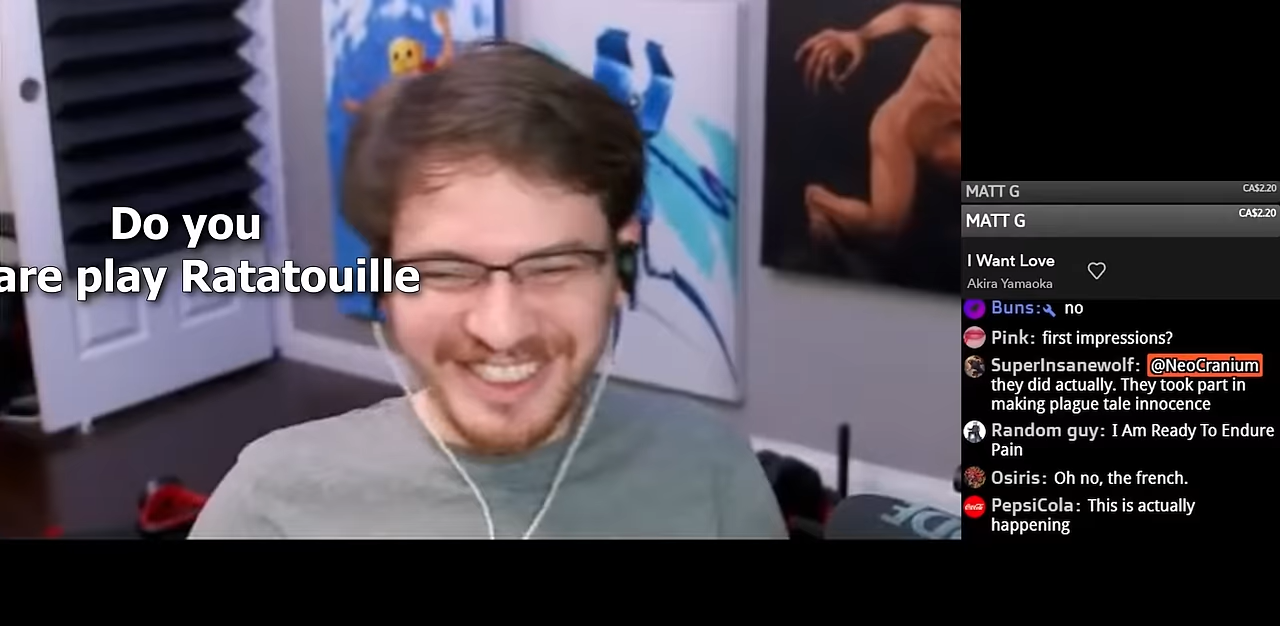 Do you
are play Ratatouille
MATT G
CA$2.20
MATT G
CA$2.20
I Want Love
Akira Yamaoka
Buns: no
Pink: first impressions?
SuperInsanewolf: @NeoCranium
they did actually. They took part in
making plague tale innocence
Random guy: I Am Ready To Endure
Pain
Osiris: Oh no, the french.
PepsiCola: This is actually
happening